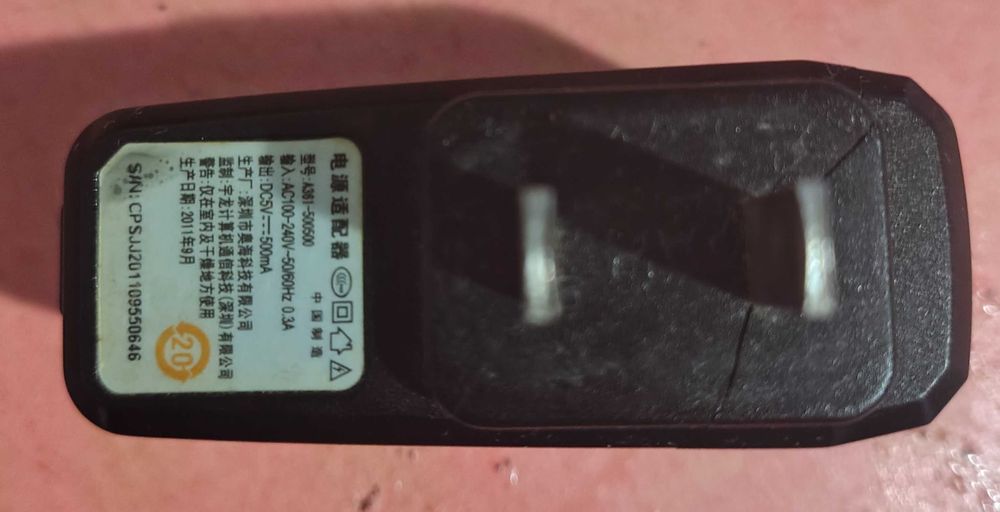 电源适配器
型号：A361-500500
中国制造
输入：AC100-240V~50/60Hz 0.3A
输出：DC5V⎓500mA
生产厂：深圳市奥海科技有限公司
监制：宇龙计算机通信科技(深圳)有限公司
警告：仅在室内及干燥地方使用
生产日期：2011年9月
20
S/N：CPSJJ201109550646